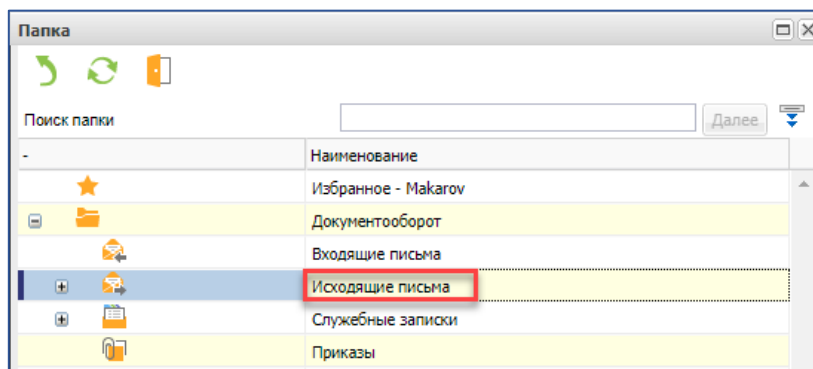 Папка
Поиск папки Далее
- Наименование
Избранное - Makarov
Документооборот
Входящие письма
Исходящие письма
Служебные записки
Приказы